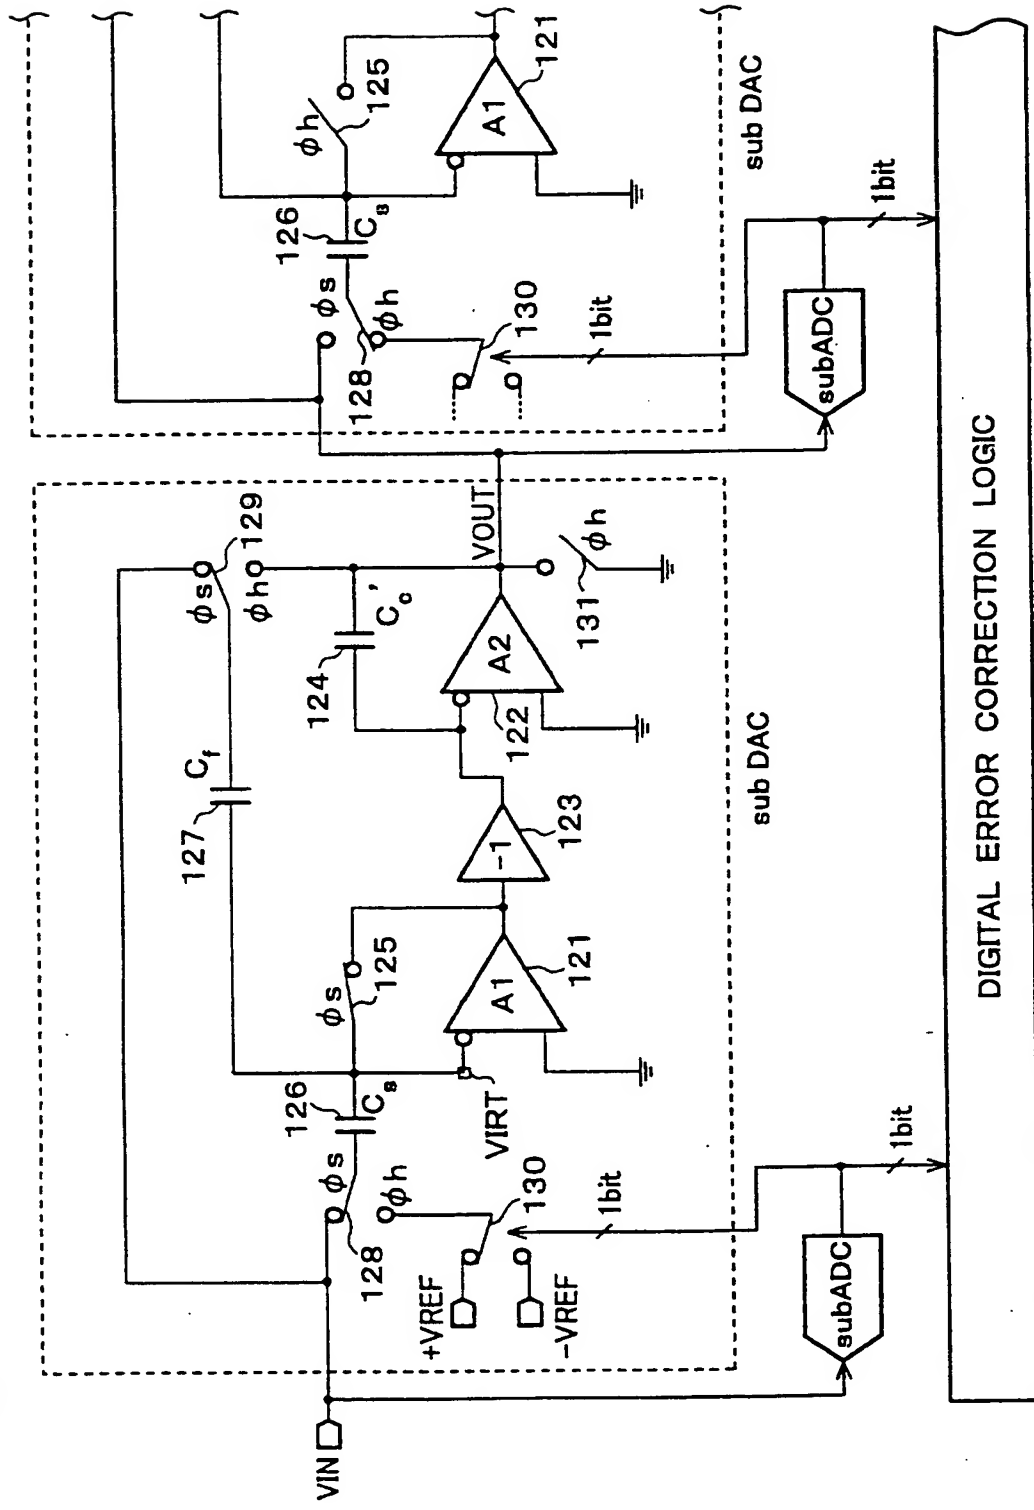 VIN
+VREF
-VREF
φs
φh
128
130
1bit
126
Cs
VIRT
φs
125
A1
121
127
Cf
-1
123
124
Cc'
A2
122
φs
φh
129
VOUT
131
φh
sub DAC
subADC
1bit
φs
φh
128
130
1bit
126
Cs
φh
125
A1
121
sub DAC
subADC
1bit
DIGITAL ERROR CORRECTION LOGIC